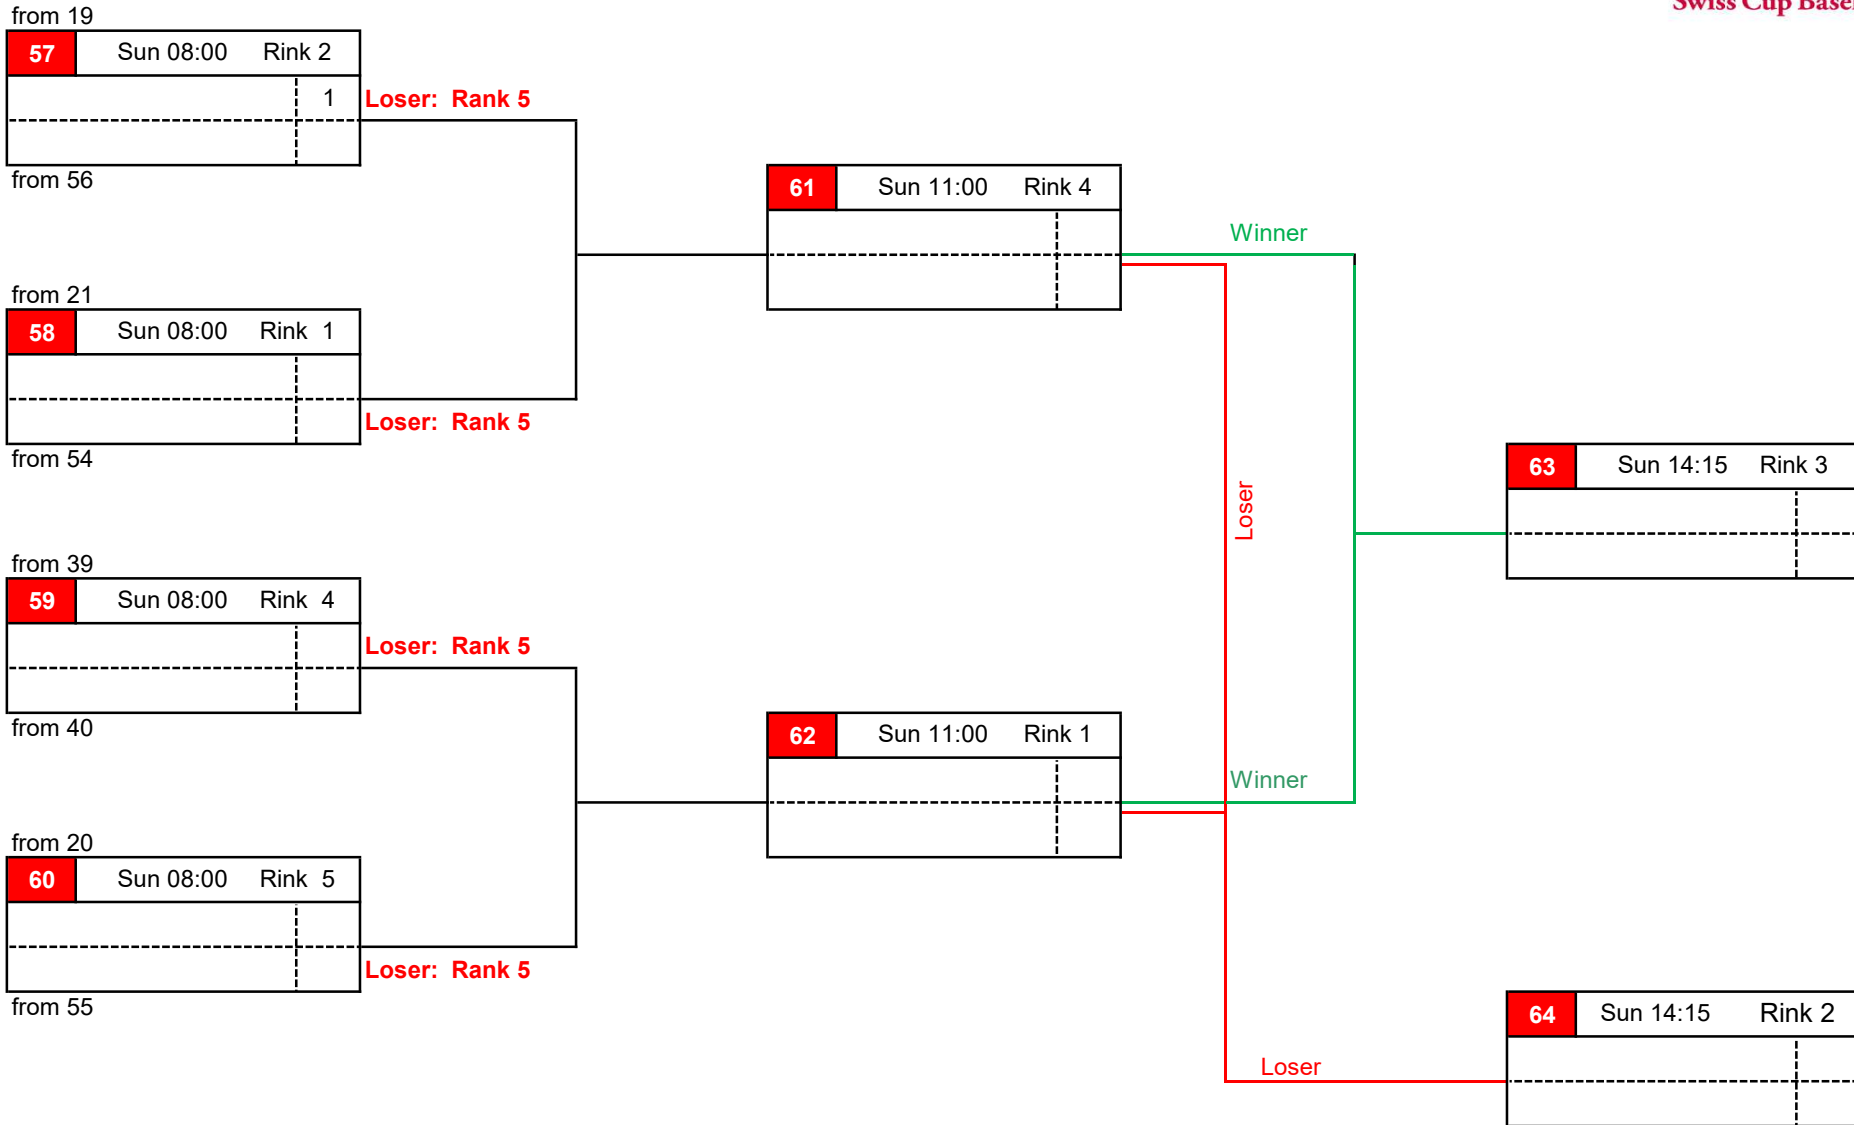 Swiss Cup Basel
from 19
57 Sun 08:00 Rink 2
1 Loser: Rank 5
from 56
61 Sun 11:00 Rink 4
Winner
from 21
58 Sun 08:00 Rink 1
Loser: Rank 5
from 54
63 Sun 14:15 Rink 3
Loser
from 39
59 Sun 08:00 Rink 4
Loser: Rank 5
from 40
62 Sun 11:00 Rink 1
Winner
from 20
60 Sun 08:00 Rink 5
Loser: Rank 5
from 55
64 Sun 14:15 Rink 2
Loser